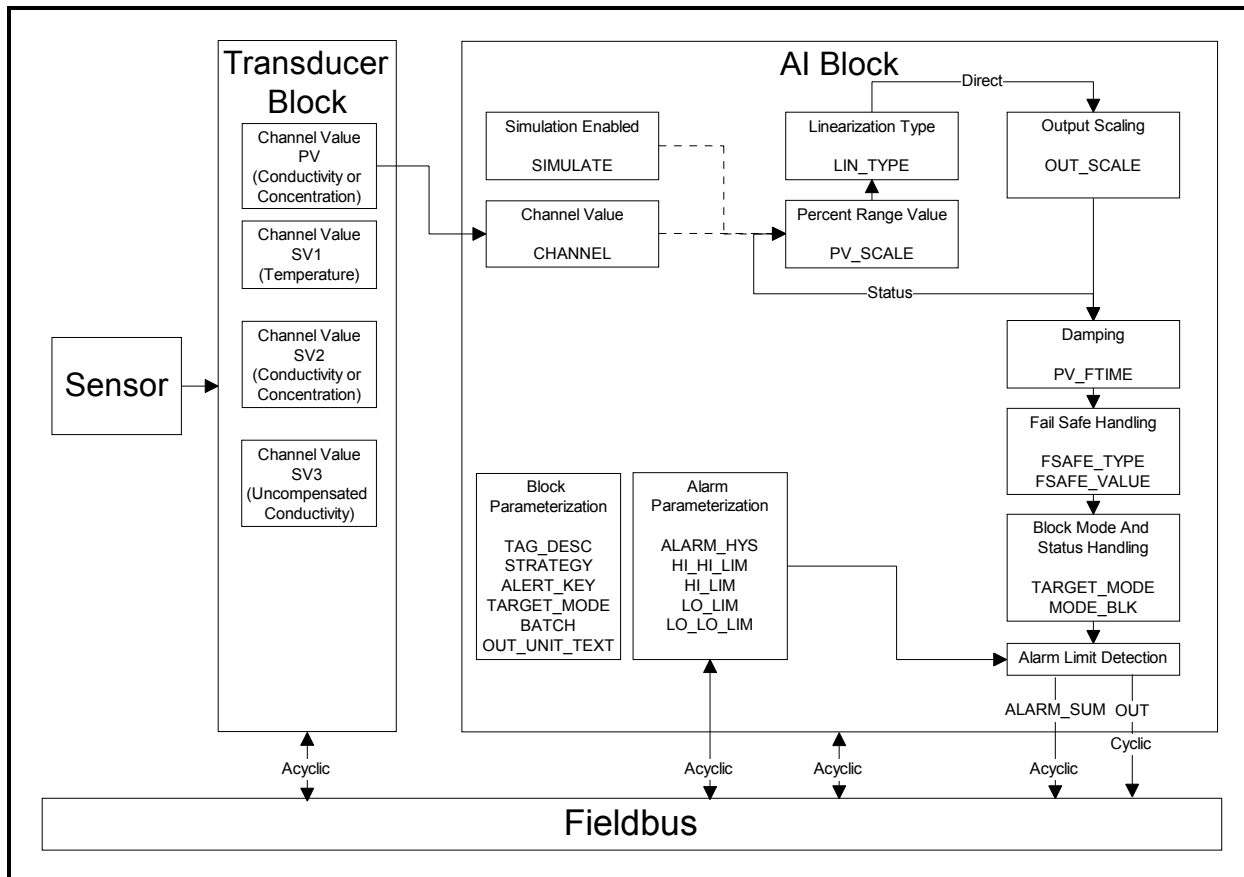 Transducer
Block
Channel Value
PV
(Conductivity or
Concentration)
Channel Value
SV1
(Temperature)
Channel Value
SV2
(Conductivity or
Concentration)
Channel Value
SV3
(Uncompensated
Conductivity)
Sensor
AI Block
Simulation Enabled
SIMULATE
Channel Value
CHANNEL
Linearization Type
LIN_TYPE
Percent Range Value
PV_SCALE
Direct
Output Scaling
OUT_SCALE
Status
Damping
PV_FTIME
Fail Safe Handling
FSAFE_TYPE
FSAFE_VALUE
Block Mode And
Status Handling
TARGET_MODE
MODE_BLK
Alarm Limit Detection
Block
Parameterization
TAG_DESC
STRATEGY
ALERT_KEY
TARGET_MODE
BATCH
OUT_UNIT_TEXT
Alarm
Parameterization
ALARM_HYS
HI_HI_LIM
HI_LIM
LO_LIM
LO_LO_LIM
ALARM_SUM OUT
Cyclic
Acyclic
Acyclic
Acyclic
Acyclic
Fieldbus